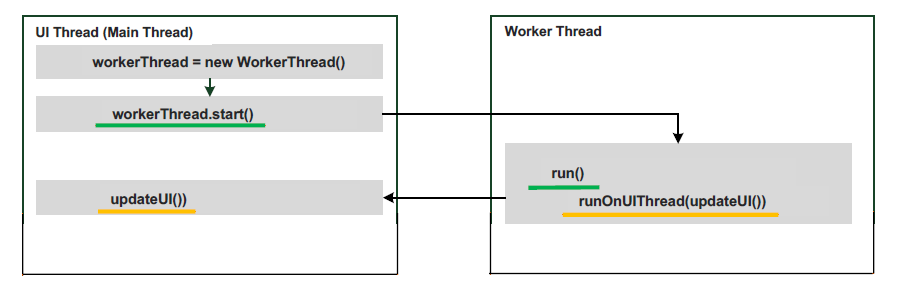 UI Thread (Main Thread)
workerThread = new WorkerThread()
workerThread.start()
updateUI())
Worker Thread
run()
runOnUIThread(updateUI())